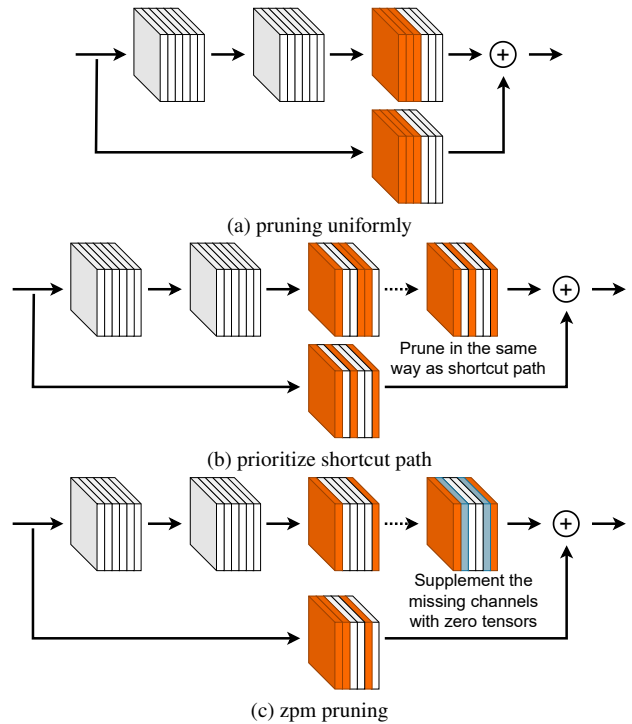 (a) pruning uniformly
Prune in the same
way as shortcut path
(b) prioritize shortcut path
Supplement the
missing channels
with zero tensors
(c) zpm pruning